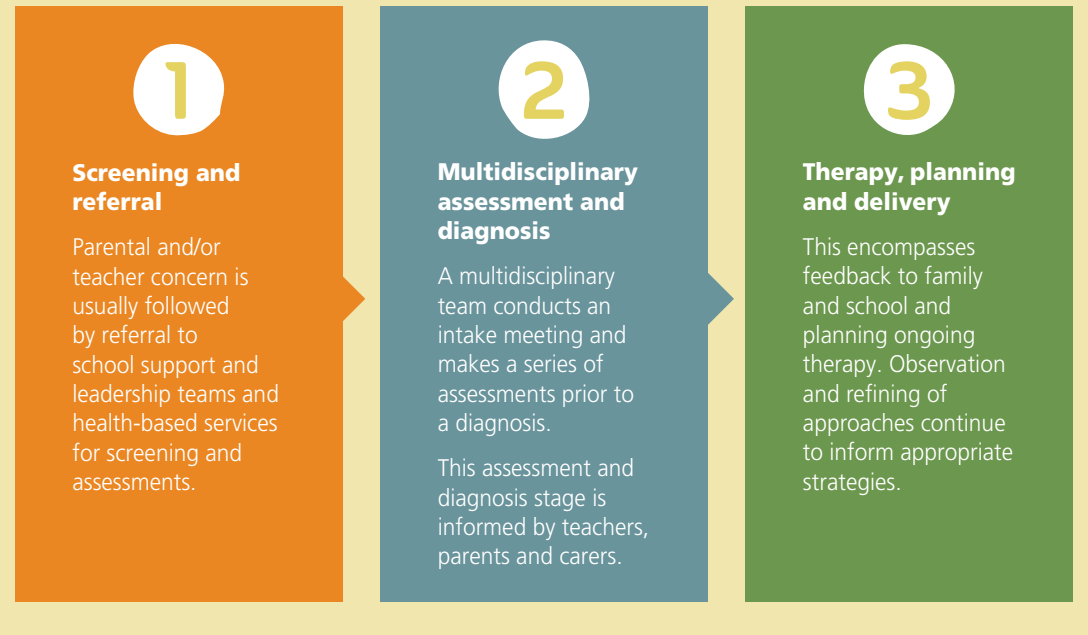 1
Screening and
referral
Parental and/or
teacher concern is
usually followed
by referral to
school support and
leadership teams and
health-based services
for screening and
assessments.
2
Multidisciplinary
assessment and
diagnosis
A multidisciplinary
team conducts an
intake meeting and
makes a series of
assessments prior to
a diagnosis.
This assessment and
diagnosis stage is
informed by teachers,
parents and carers.
3
Therapy, planning
and delivery
This encompasses
feedback to family
and school and
planning ongoing
therapy. Observation
and refining of
approaches continue
to inform appropriate
strategies.